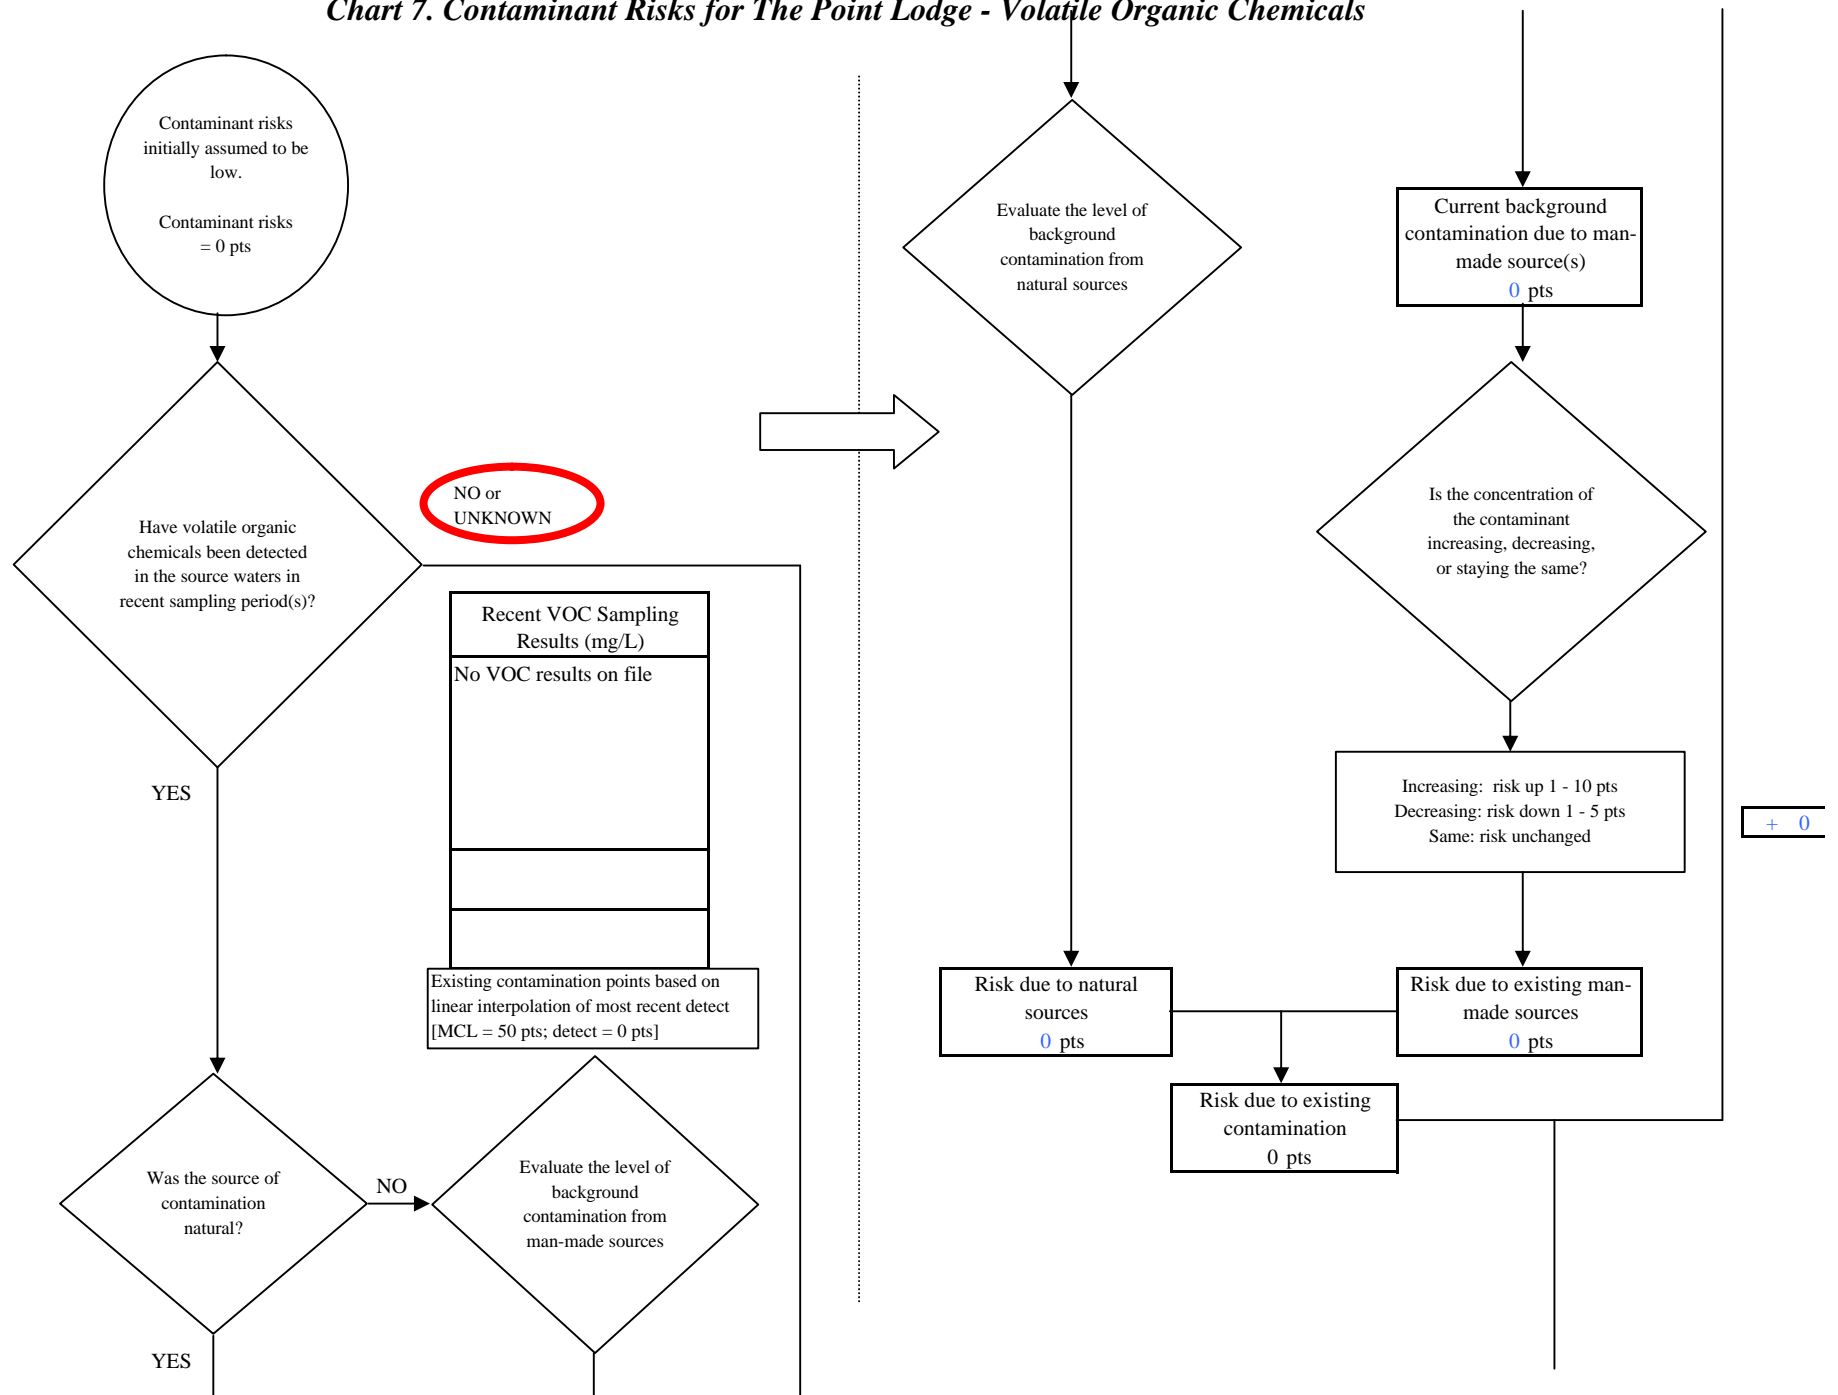 Chart 7. Contaminant Risks for The Point Lodge - Volatile Organic Chemicals
Contaminant risks
initially assumed to be
low.
Contaminant risks
= 0 pts
Have volatile organic
chemicals been detected
in the source waters in
recent sampling period(s)?
NO or
UNKNOWN
YES
Recent VOC Sampling
Results (mg/L)
No VOC results on file
Existing contamination points based on
linear interpolation of most recent detect
[MCL = 50 pts; detect = 0 pts]
Was the source of
contamination
natural?
NO
YES
Evaluate the level of
background
contamination from
man-made sources
Evaluate the level of
background
contamination from
natural sources
Current background
contamination due to man-
made source(s)
0 pts
Is the concentration of
the contaminant
increasing, decreasing,
or staying the same?
Increasing: risk up 1 - 10 pts
Decreasing: risk down 1 - 5 pts
Same: risk unchanged
+ 0
Risk due to natural
sources
0 pts
Risk due to existing man-
made sources
0 pts
Risk due to existing
contamination
0 pts